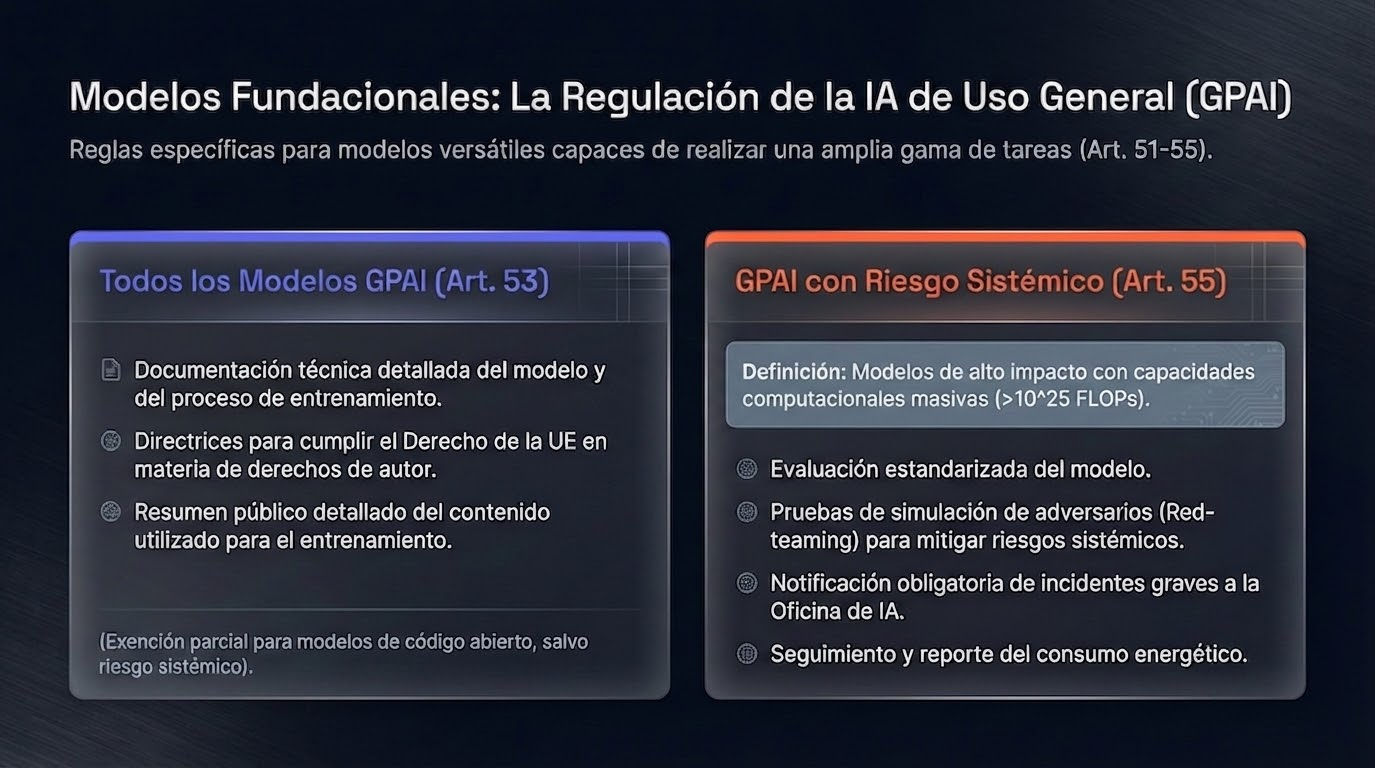 Modelos Fundacionales: La Regulación de la IA de Uso General (GPAI)
Reglas específicas para modelos versátiles capaces de realizar una amplia gama de tareas (Art. 51-55).
Todos los Modelos GPAI (Art. 53)
Documentación técnica detallada del modelo y
del proceso de entrenamiento.
Directrices para cumplir el Derecho de la UE en
materia de derechos de autor.
Resumen público detallado del contenido
utilizado para el entrenamiento.
(Exención parcial para modelos de código abierto, salvo
riesgo sistémico).
GPAI con Riesgo Sistémico (Art. 55)
Definición: Modelos de alto impacto con capacidades
computacionales masivas (>10^25 FLOPs).
Evaluación estandarizada del modelo.
Pruebas de simulación de adversarios (Red-
teaming) para mitigar riesgos sistémicos.
Notificación obligatoria de incidentes graves a la
Oficina de IA.
Seguimiento y reporte del consumo energético.